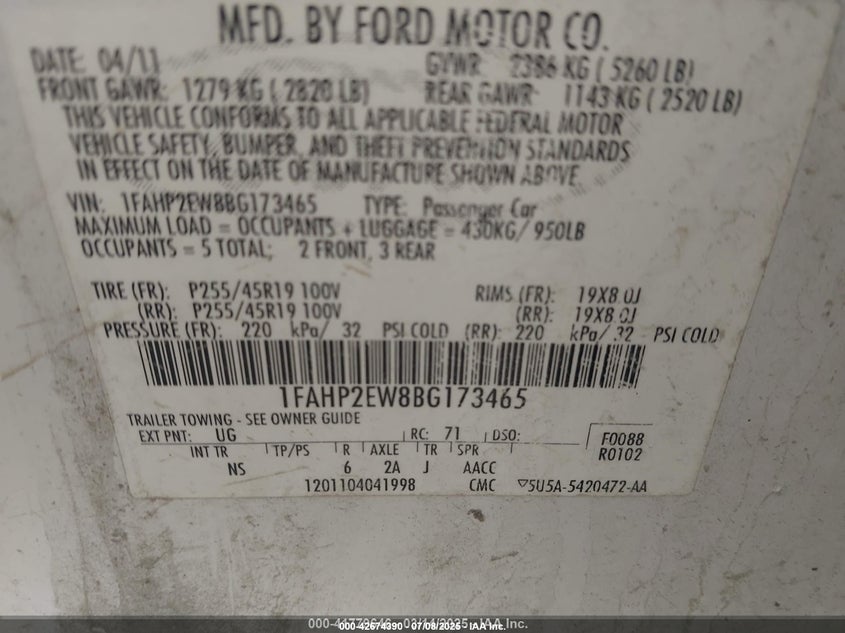 MFD. BY FORD MOTOR CO.
DATE: 04/11 GVWR: 2386 KG ( 5260 LB)
FRONT GAWR: 1279 KG ( 2820 LB) REAR GAWR: 1143 KG ( 2520 LB)
THIS VEHICLE CONFORMS TO ALL APPLICABLE FEDERAL MOTOR
VEHICLE SAFETY, BUMPER, AND THEFT PREVENTION STANDARDS
IN EFFECT ON THE DATE OF MANUFACTURE SHOWN ABOVE
VIN: 1FAHP2EW8BG173465 TYPE: Passenger Car
MAXIMUM LOAD = OCCUPANTS + LUGGAGE = 430KG/ 950LB
OCCUPANTS = 5 TOTAL; 2 FRONT, 3 REAR
TIRE (FR): P255/45R19 100V RIMS (FR): 19X8.0J
(RR): P255/45R19 100V (RR): 19X8.0J
PRESSURE (FR): 220 kPa/ 32 PSI COLD (RR): 220 kPa/ 32 PSI COLD
1FAHP2EW8BG173465
TRAILER TOWING - SEE OWNER GUIDE
EXT PNT: UG RC: 71 DSO: F0088
R0102
INT TR TP/PS R AXLE TR SPR
NS 6 2A J AACC
1201104041998 CMC ▽5U5A-5420472-AA
000-42674390 07/08/2025 IAA Inc.